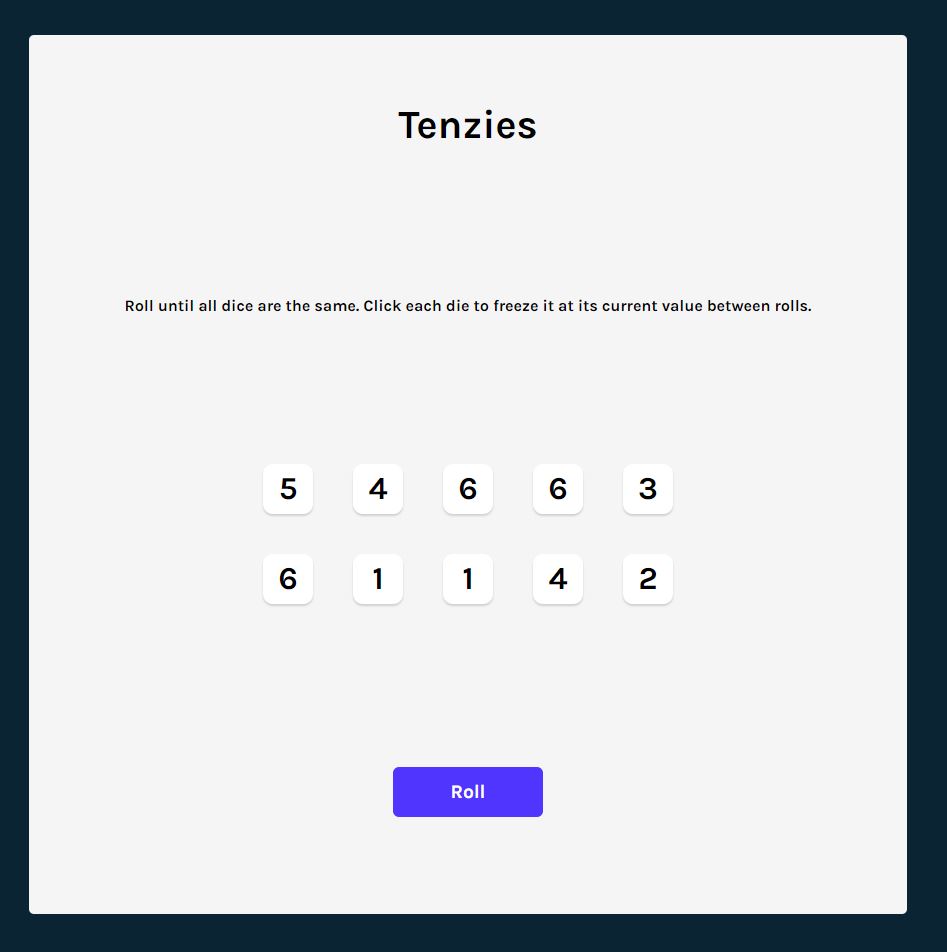 Tenzies
Roll until all dice are the same. Click each die to freeze it at its current value between rolls.
5 4 6 6 3
6 1 1 4 2
Roll